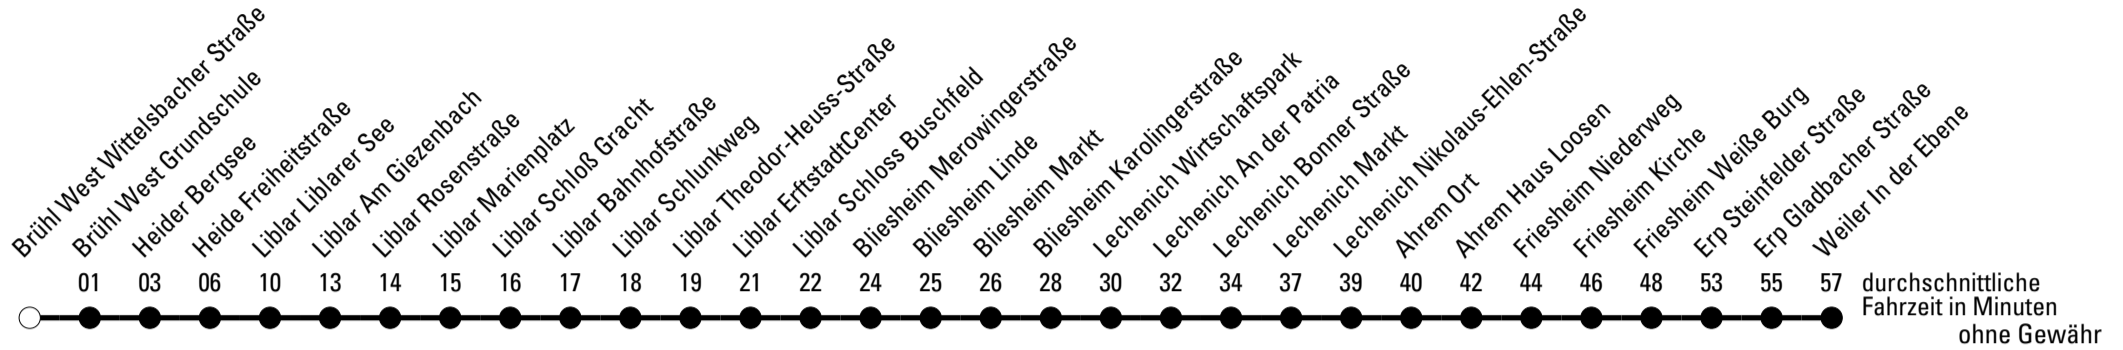 Brühl West Wittelsbacher Straße
Brühl West Grundschule
Heider Bergsee
Heide Freiheitstraße
Liblar Liblarer See
Liblar Am Giezenbach
Liblar Rosenstraße
Liblar Marienplatz
Liblar Schloß Gracht
Liblar Bahnhofstraße
Liblar Schlunkweg
Liblar Theodor-Heuss-Straße
Liblar ErftstadtCenter
Liblar Schloss Buschfeld
Bliesheim Merowingerstraße
Bliesheim Linde
Bliesheim Markt
Bliesheim Karolingerstraße
Lechenich Wirtschaftspark
Lechenich An der Patria
Lechenich Bonner Straße
Lechenich Markt
Lechenich Nikolaus-Ehlen-Straße
Ahrem Ort
Ahrem Haus Loosen
Friesheim Niederweg
Friesheim Kirche
Friesheim Weiße Burg
Erp Steinfelder Straße
Erp Gladbacher Straße
Weiler In der Ebene
01 03 06 10 13 14 15 16 17 18 19 21 22 24 25 26 28 30 32 34 37 39 40 42 44 46 48 53 55 57
durchschnittliche
Fahrzeit in Minuten
ohne Gewähr